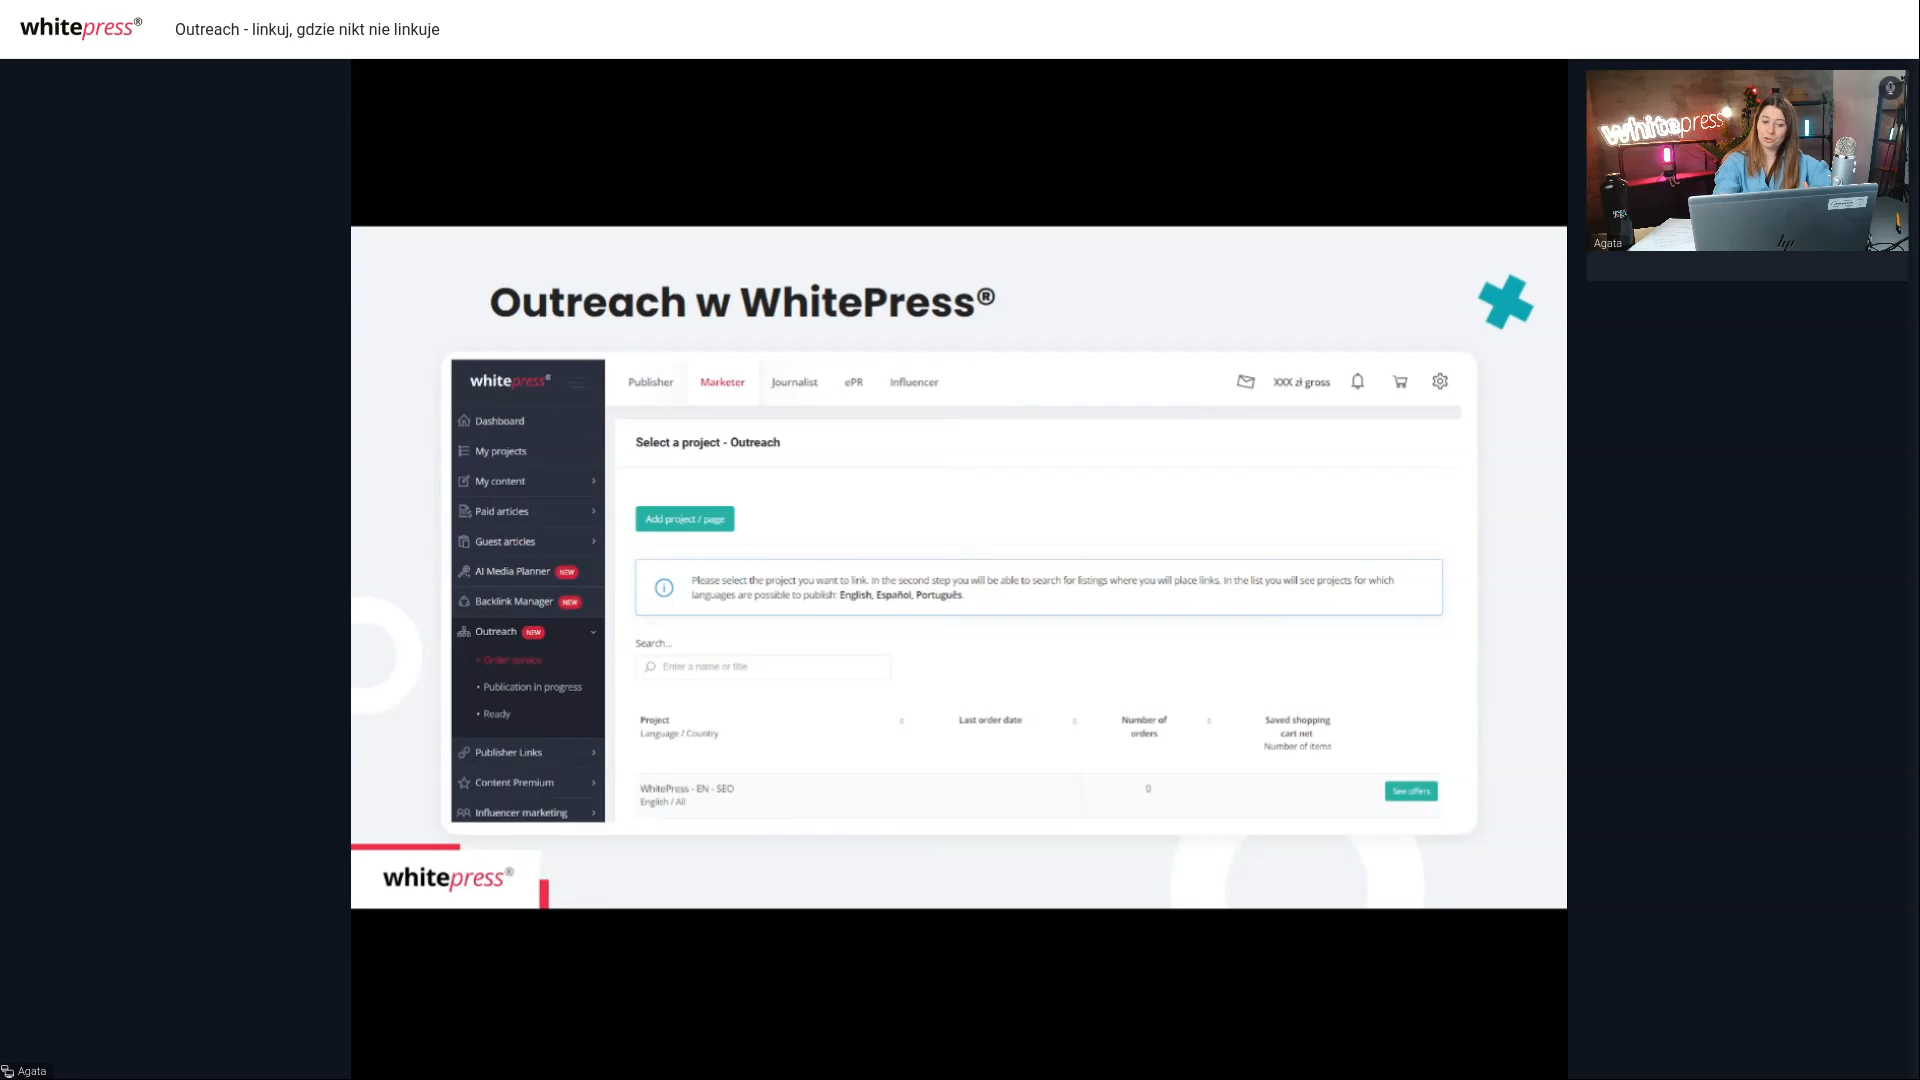 whitepress®
Outreach - linkuj, gdzie nikt nie linkuje
whitepress
Agata
Outreach w WhitePress®
whitepress®
Publisher
Marketer
Journalist
ePR
Influencer
XXX zł gross
Dashboard
My projects
My content
Paid articles
Guest articles
AI Media Planner NEW
Backlink Manager NEW
Outreach NEW
• Order service
• Publication in progress
• Ready
Publisher Links
Content Premium
Influencer marketing
Select a project - Outreach
Add project / page
Please select the project you want to link. In the second step you will be able to search for listings where you will place links. In the list you will see projects for which
languages are possible to publish: English, Español, Português.
Search...
Enter a name or title
Project
Language / Country
Last order date
Number of
orders
Saved shopping
cart net
Number of items
WhitePress - EN - SEO
English / All
0
See offers
whitepress®
hp
Agata